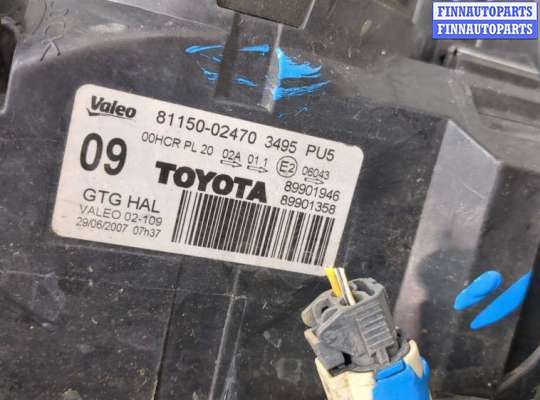 FINNAUTOPARTS
FINNAUTOPARTS
Valeo 81150-02470 3495 PU5
09 00HCR PL 20 02A 01 1 E2 06043
TOYOTA 89901946
89901358
GTG HAL
VALEO 02-109
29/06/2007 07h37